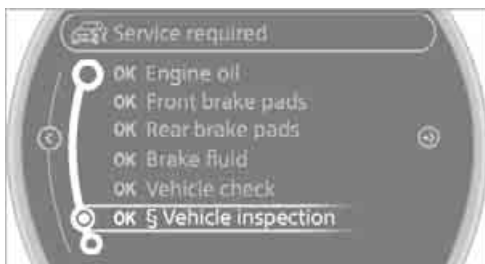 Service required
OK Engine oil
OK Front brake pads
OK Rear brake pads
OK Brake fluid
OK Vehicle check
OK § Vehicle inspection